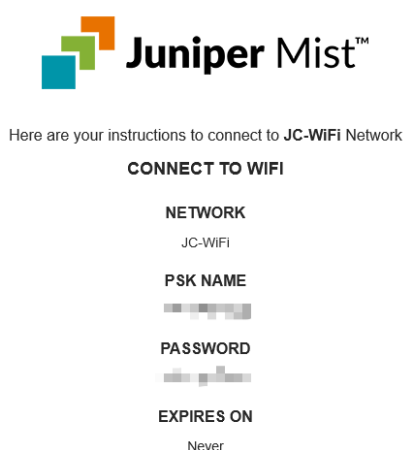 Juniper Mist™
Here are your instructions to connect to JC-WiFi Network
CONNECT TO WIFI
NETWORK
JC-WiFi
PSK NAME
PASSWORD
EXPIRES ON
Never